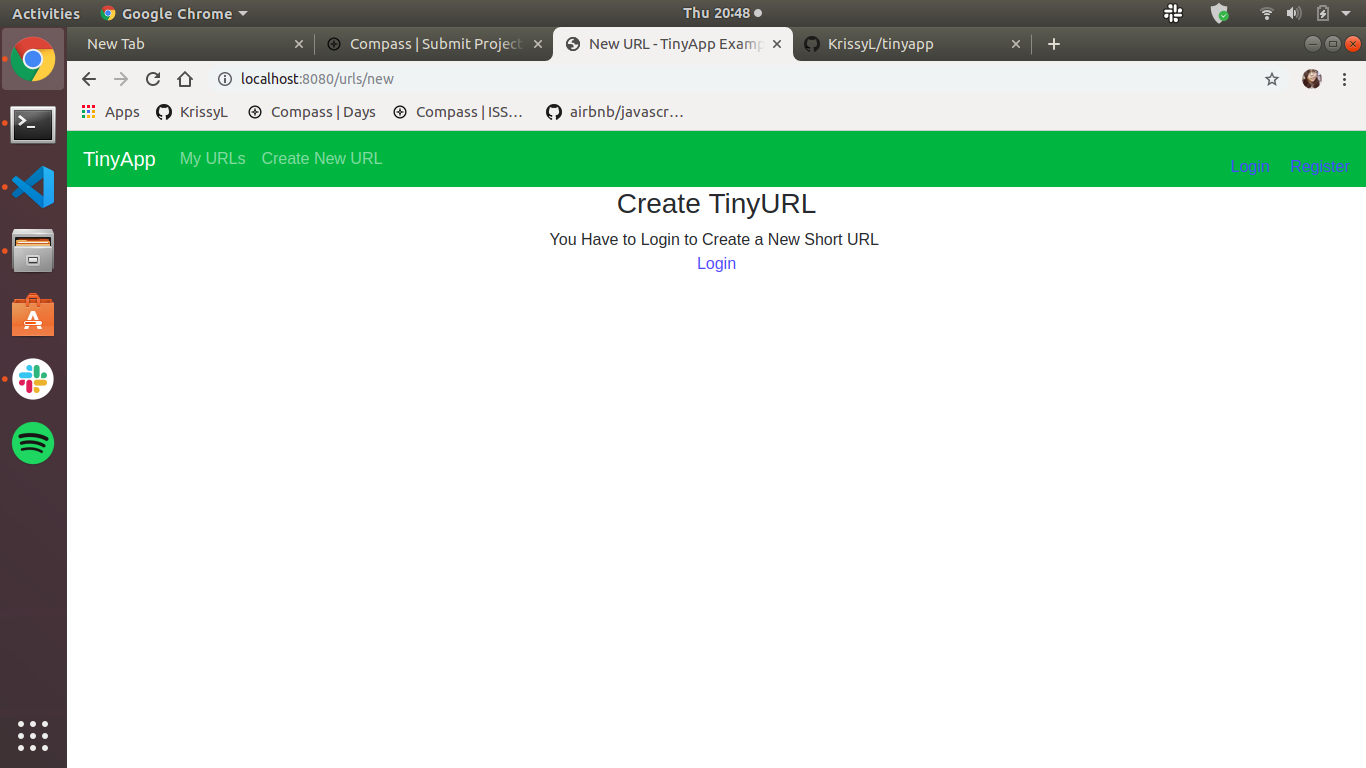 Activities Google Chrome Thu 20:48
New Tab Compass | Submit Project New URL - TinyApp Examp KrissyL/tinyapp
localhost:8080/urls/new
Apps KrissyL Compass | Days Compass | ISS… airbnb/javascr…
TinyApp My URLs Create New URL Login Register
Create TinyURL
You Have to Login to Create a New Short URL
Login